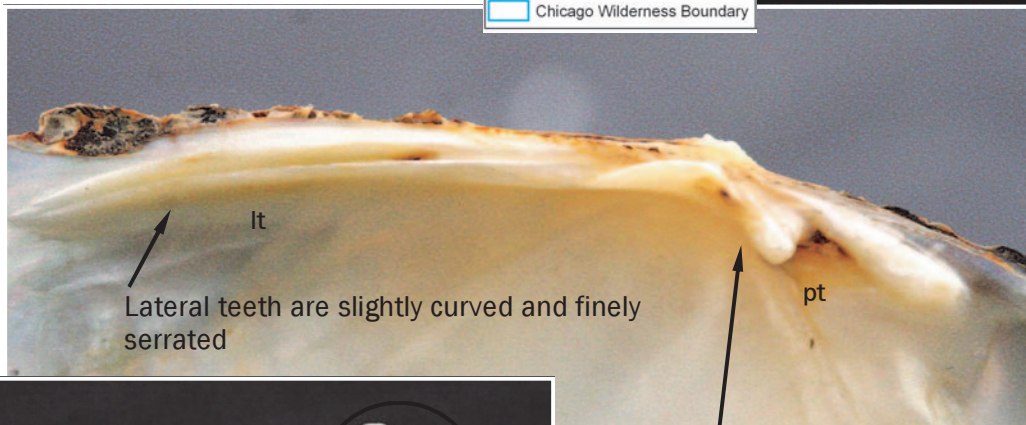 Chicago Wilderness Boundary
lt
Lateral teeth are slightly curved and finely
serrated
pt